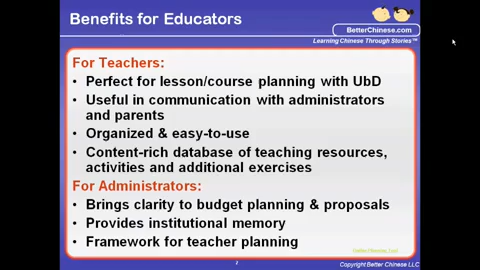 Benefits for Educators
BetterChinese.com
Learning Chinese Through Stories™
For Teachers:
• Perfect for lesson/course planning with UbD
• Useful in communication with administrators
and parents
• Organized & easy-to-use
• Content-rich database of teaching resources,
activities and additional exercises
For Administrators:
• Brings clarity to budget planning & proposals
• Provides institutional memory
• Framework for teacher planning
Copyright Better Chinese LLC